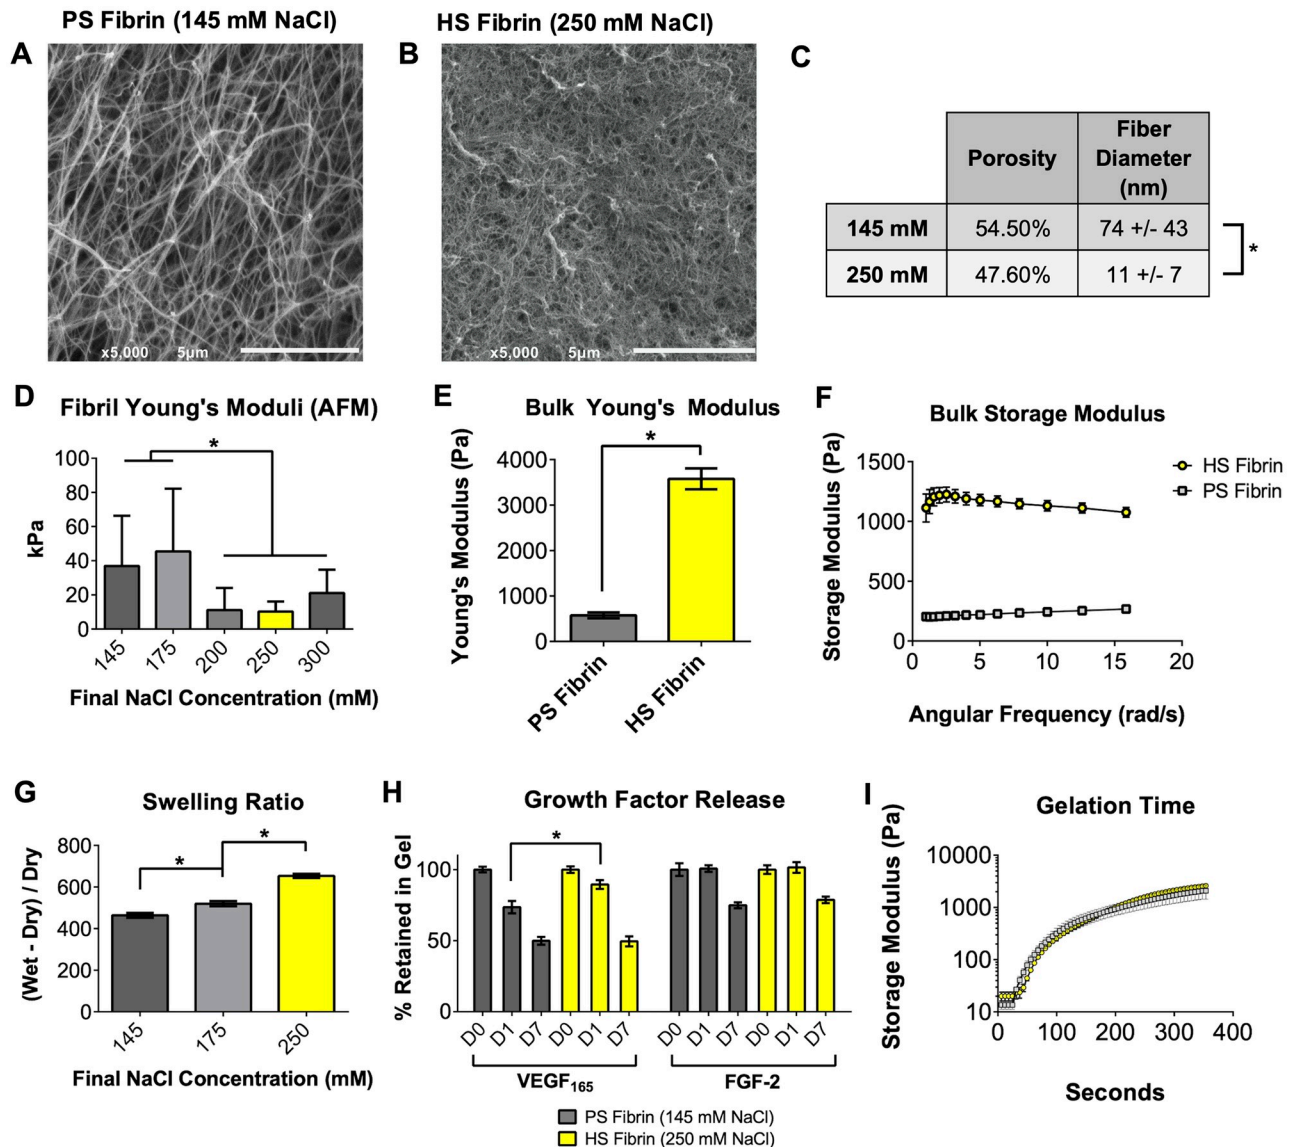 PS Fibrin (145 mM NaCl)
HS Fibrin (250 mM NaCl)
A
x5,000 5µm
B
x5,000 5µm
C
Porosity
Fiber
Diameter
(nm)
145 mM 54.50% 74 +/- 43
250 mM 47.60% 11 +/- 7
*
D
Fibril Young's Moduli (AFM)
*
kPa
100
80
60
40
20
0
145 175 200 250 300
Final NaCl Concentration (mM)
E
Bulk Young's Modulus
*
Young's Modulus (Pa)
4000
3000
2000
1000
0
PS Fibrin HS Fibrin
F
Bulk Storage Modulus
Storage Modulus (Pa)
1500
1000
500
0
0 5 10 15 20
Angular Frequency (rad/s)
HS Fibrin
PS Fibrin
G
Swelling Ratio
* *
(Wet - Dry) / Dry
800
600
400
200
0
145 175 250
Final NaCl Concentration (mM)
H
Growth Factor Release
*
% Retained in Gel
100
50
0
D0 D1 D7 D0 D1 D7 D0 D1 D7 D0 D1 D7
VEGF₁₆₅ FGF-2
PS Fibrin (145 mM NaCl)
HS Fibrin (250 mM NaCl)
I
Gelation Time
Storage Modulus (Pa)
10000
1000
100
10
0 100 200 300 400
Seconds